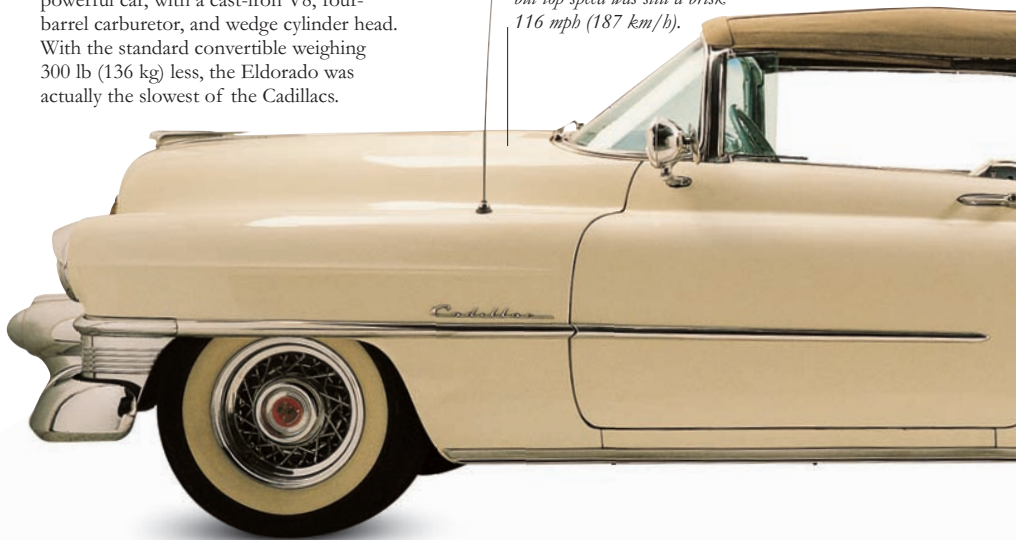 powerful car, with a cast-iron V8, four-
barrel carburetor, and wedge cylinder head.
With the standard convertible weighing
300 lb (136 kg) less, the Eldorado was
actually the slowest of the Cadillacs.
but top speed was still a brisk
116 mph (187 km/h).
Cadillac